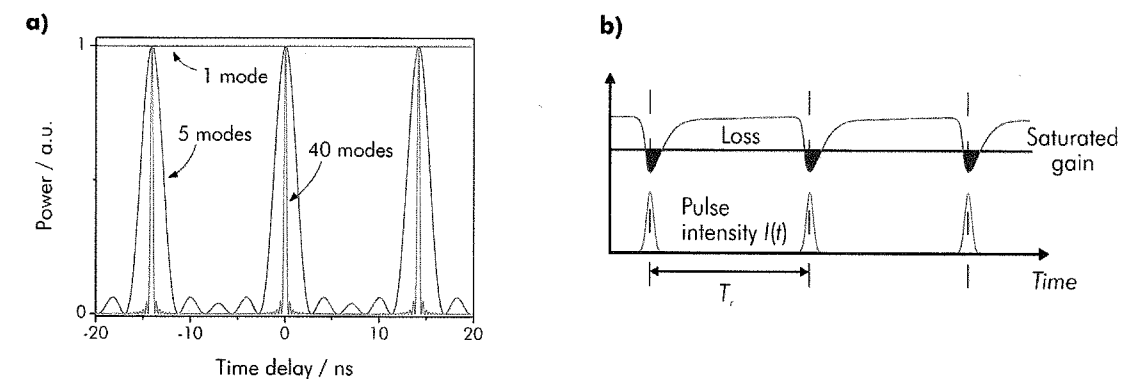 a)
1
1 mode
5 modes
40 modes
Power / a.u.
0
-20
-10
0
10
20
Time delay / ns
b)
Loss
Saturated
gain
Pulse
intensity I(t)
Tr
Time